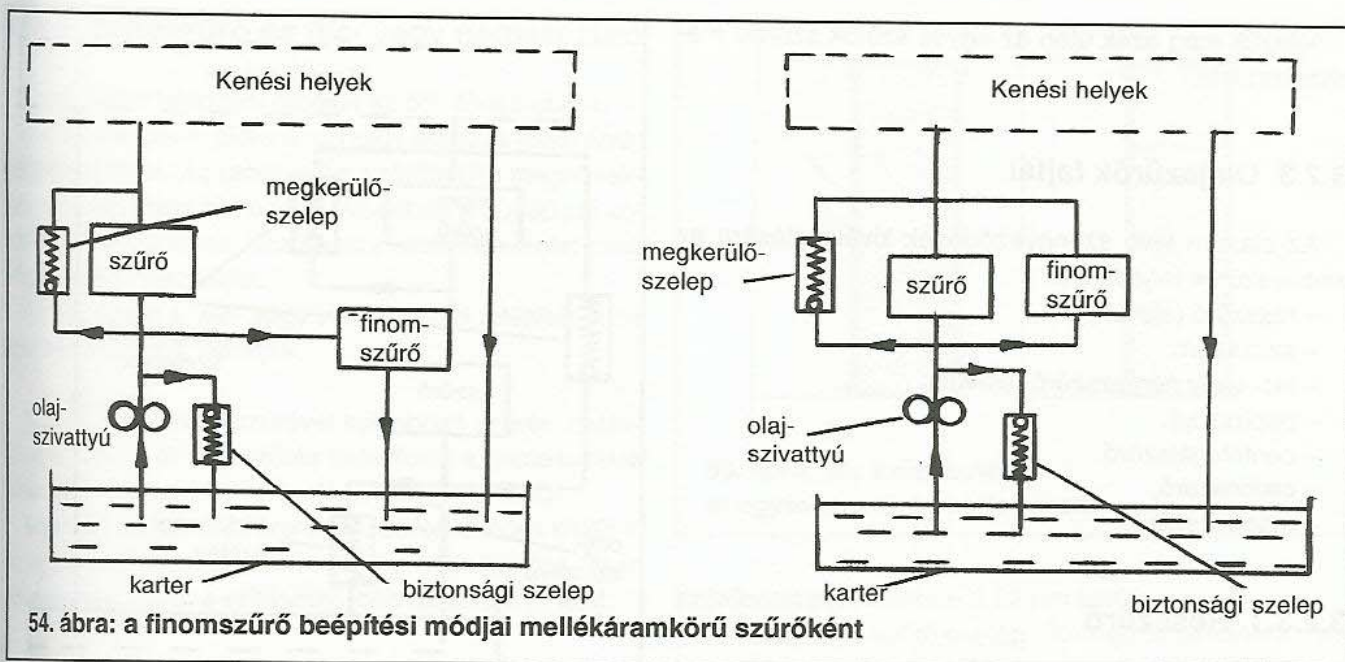 Kenési helyek
megkerülő-
szelep
szűrő
finom-
szűrő
olaj-
szivattyú
karter
biztonsági szelep
Kenési helyek
megkerülő-
szelep
szűrő
finom-
szűrő
olaj-
szivattyú
karter
biztonsági szelep
54. ábra: a finomszűrő beépítési módjai mellékáramkörű szűrőként